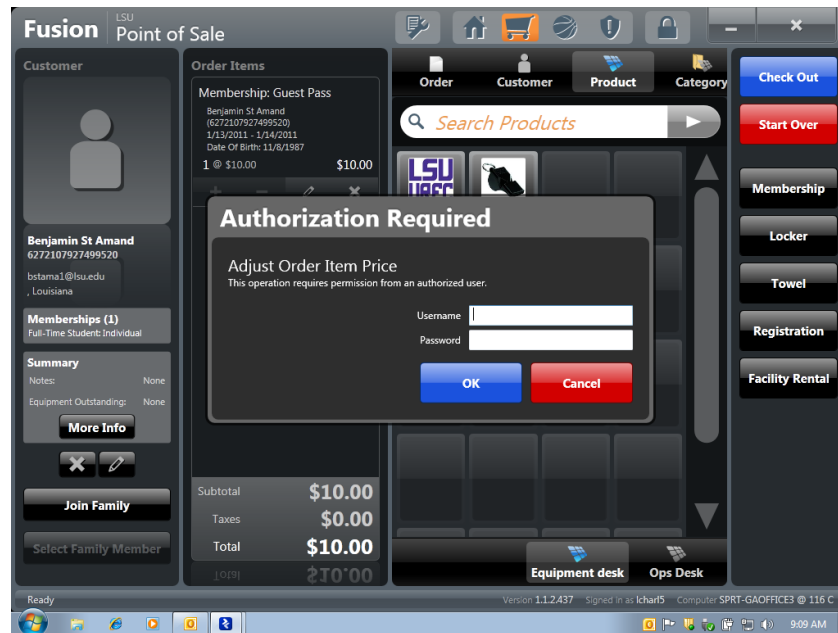 Fusion
LSU
Point of Sale
Customer
Benjamin St Amand
6272107927499520
bstama1@lsu.edu
, Louisiana
Memberships (1)
Full-Time Student: Individual
Summary
Notes: None
Equipment Outstanding: None
More Info
Join Family
Select Family Member
Order Items
Membership: Guest Pass
Benjamin St Amand
(6272107927499520)
1/13/2011 - 1/14/2011
Date Of Birth: 11/8/1987
1 @ $10.00 $10.00
Subtotal $10.00
Taxes $0.00
Total $10.00
Order Customer Product Category
Search Products
LSU
UREC
Authorization Required
Adjust Order Item Price
This operation requires permission from an authorized user.
Username
Password
OK Cancel
Equipment desk Ops Desk
Check Out
Start Over
Membership
Locker
Towel
Registration
Facility Rental
Ready
Version 1.1.2.437 Signed in as lcharl5 Computer SPRT-GAOFFICE3 @ 116 C
9:09 AM